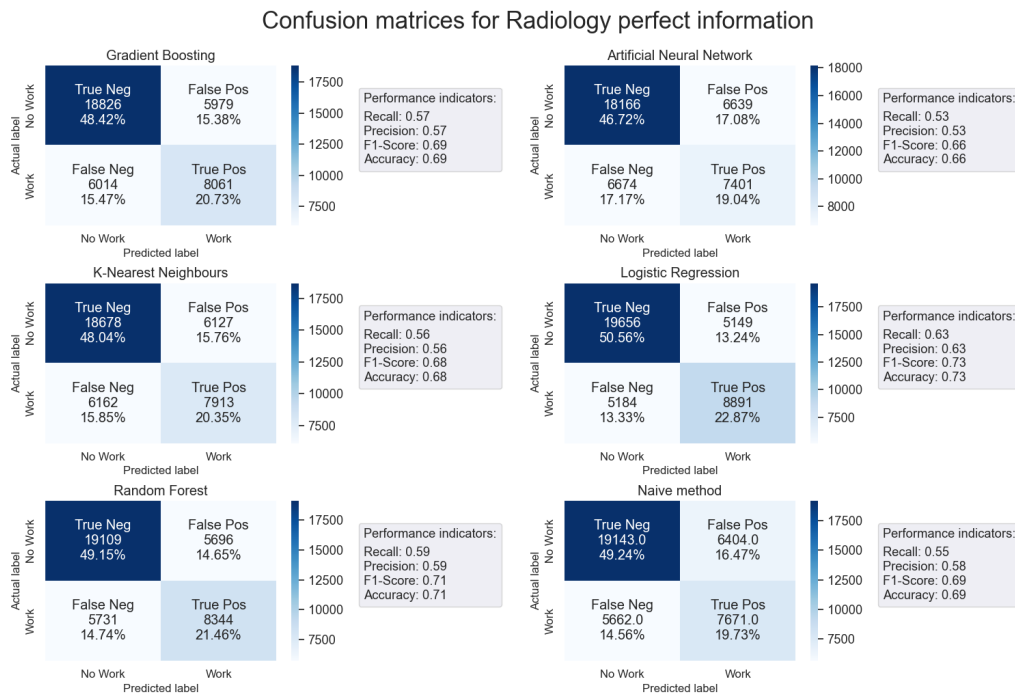 Confusion matrices for Radiology perfect information
Gradient Boosting
Actual label
No Work
Work
True Neg
18826
48.42%
False Pos
5979
15.38%
False Neg
6014
15.47%
True Pos
8061
20.73%
No Work
Work
Predicted label
17500
15000
12500
10000
7500
Performance indicators:
Recall: 0.57
Precision: 0.57
F1-Score: 0.69
Accuracy: 0.69
Artificial Neural Network
Actual label
No Work
Work
True Neg
18166
46.72%
False Pos
6639
17.08%
False Neg
6674
17.17%
True Pos
7401
19.04%
No Work
Work
Predicted label
18000
16000
14000
12000
10000
8000
Performance indicators:
Recall: 0.53
Precision: 0.53
F1-Score: 0.66
Accuracy: 0.66
K-Nearest Neighbours
Actual label
No Work
Work
True Neg
18678
48.04%
False Pos
6127
15.76%
False Neg
6162
15.85%
True Pos
7913
20.35%
No Work
Work
Predicted label
17500
15000
12500
10000
7500
Performance indicators:
Recall: 0.56
Precision: 0.56
F1-Score: 0.68
Accuracy: 0.68
Logistic Regression
Actual label
No Work
Work
True Neg
19656
50.56%
False Pos
5149
13.24%
False Neg
5184
13.33%
True Pos
8891
22.87%
No Work
Work
Predicted label
17500
15000
12500
10000
7500
Performance indicators:
Recall: 0.63
Precision: 0.63
F1-Score: 0.73
Accuracy: 0.73
Random Forest
Actual label
No Work
Work
True Neg
19109
49.15%
False Pos
5696
14.65%
False Neg
5731
14.74%
True Pos
8344
21.46%
No Work
Work
Predicted label
17500
15000
12500
10000
7500
Performance indicators:
Recall: 0.59
Precision: 0.59
F1-Score: 0.71
Accuracy: 0.71
Naive method
Actual label
No Work
Work
True Neg
19143.0
49.24%
False Pos
6404.0
16.47%
False Neg
5662.0
14.56%
True Pos
7671.0
19.73%
No Work
Work
Predicted label
17500
15000
12500
10000
7500
Performance indicators:
Recall: 0.55
Precision: 0.58
F1-Score: 0.69
Accuracy: 0.69